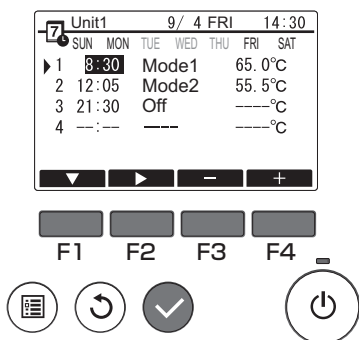 7 Unit1 9/ 4 FRI 14:30
SUN MON TUE WED THU FRI SAT
1 8:30 Mode1 65. 0°C
2 12:05 Mode2 55. 5°C
3 21:30 Off ----°C
4 --:-- ---- ----°C
− +
F1 F2 F3 F4